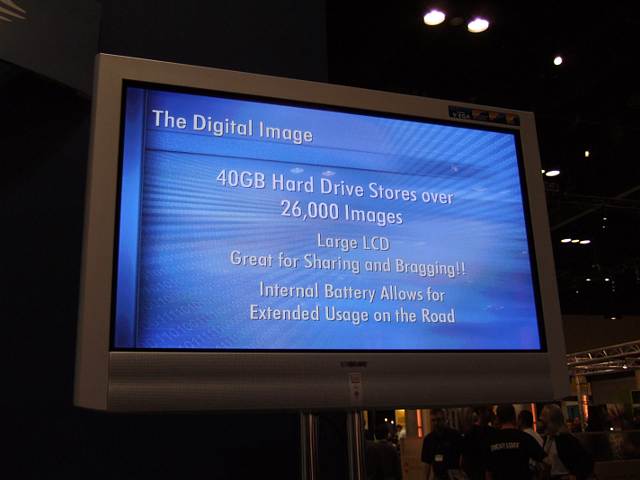 The Digital Image
40GB Hard Drive Stores over
26,000 Images
Large LCD
Great for Sharing and Bragging!!
Internal Battery Allows for
Extended Usage on the Road